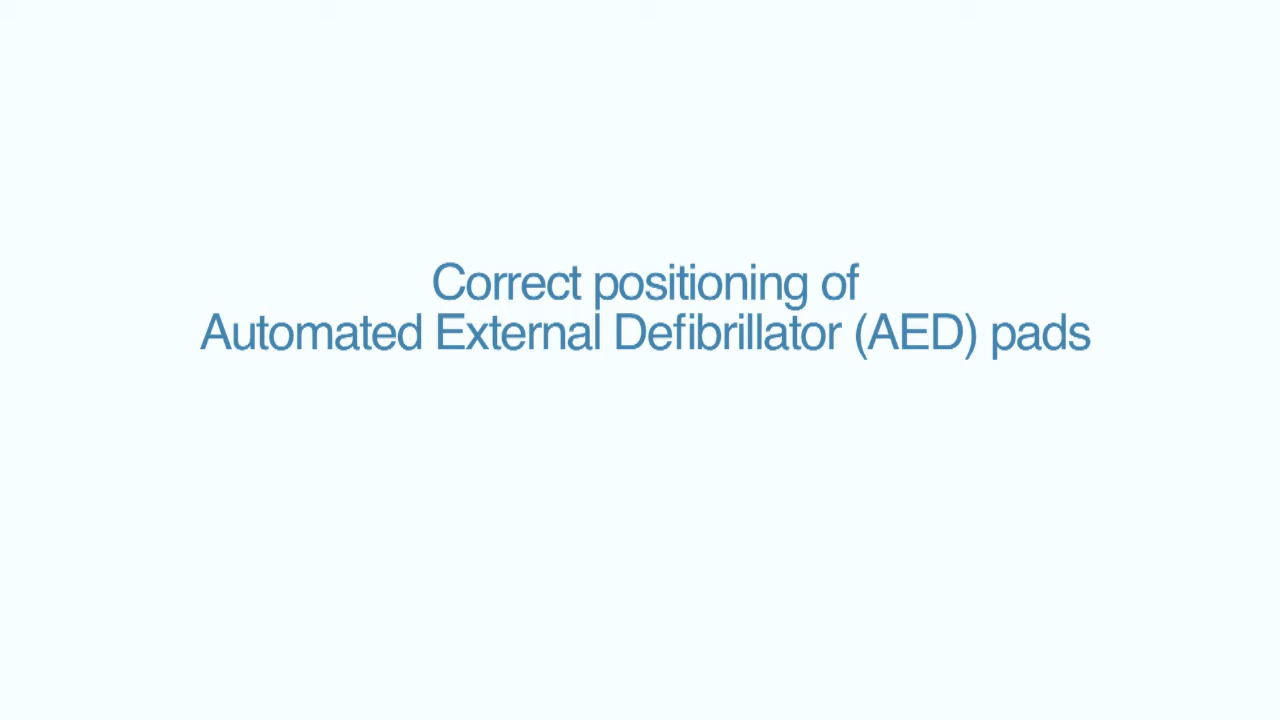 Correct positioning of
Automated External Defibrillator (AED) pads